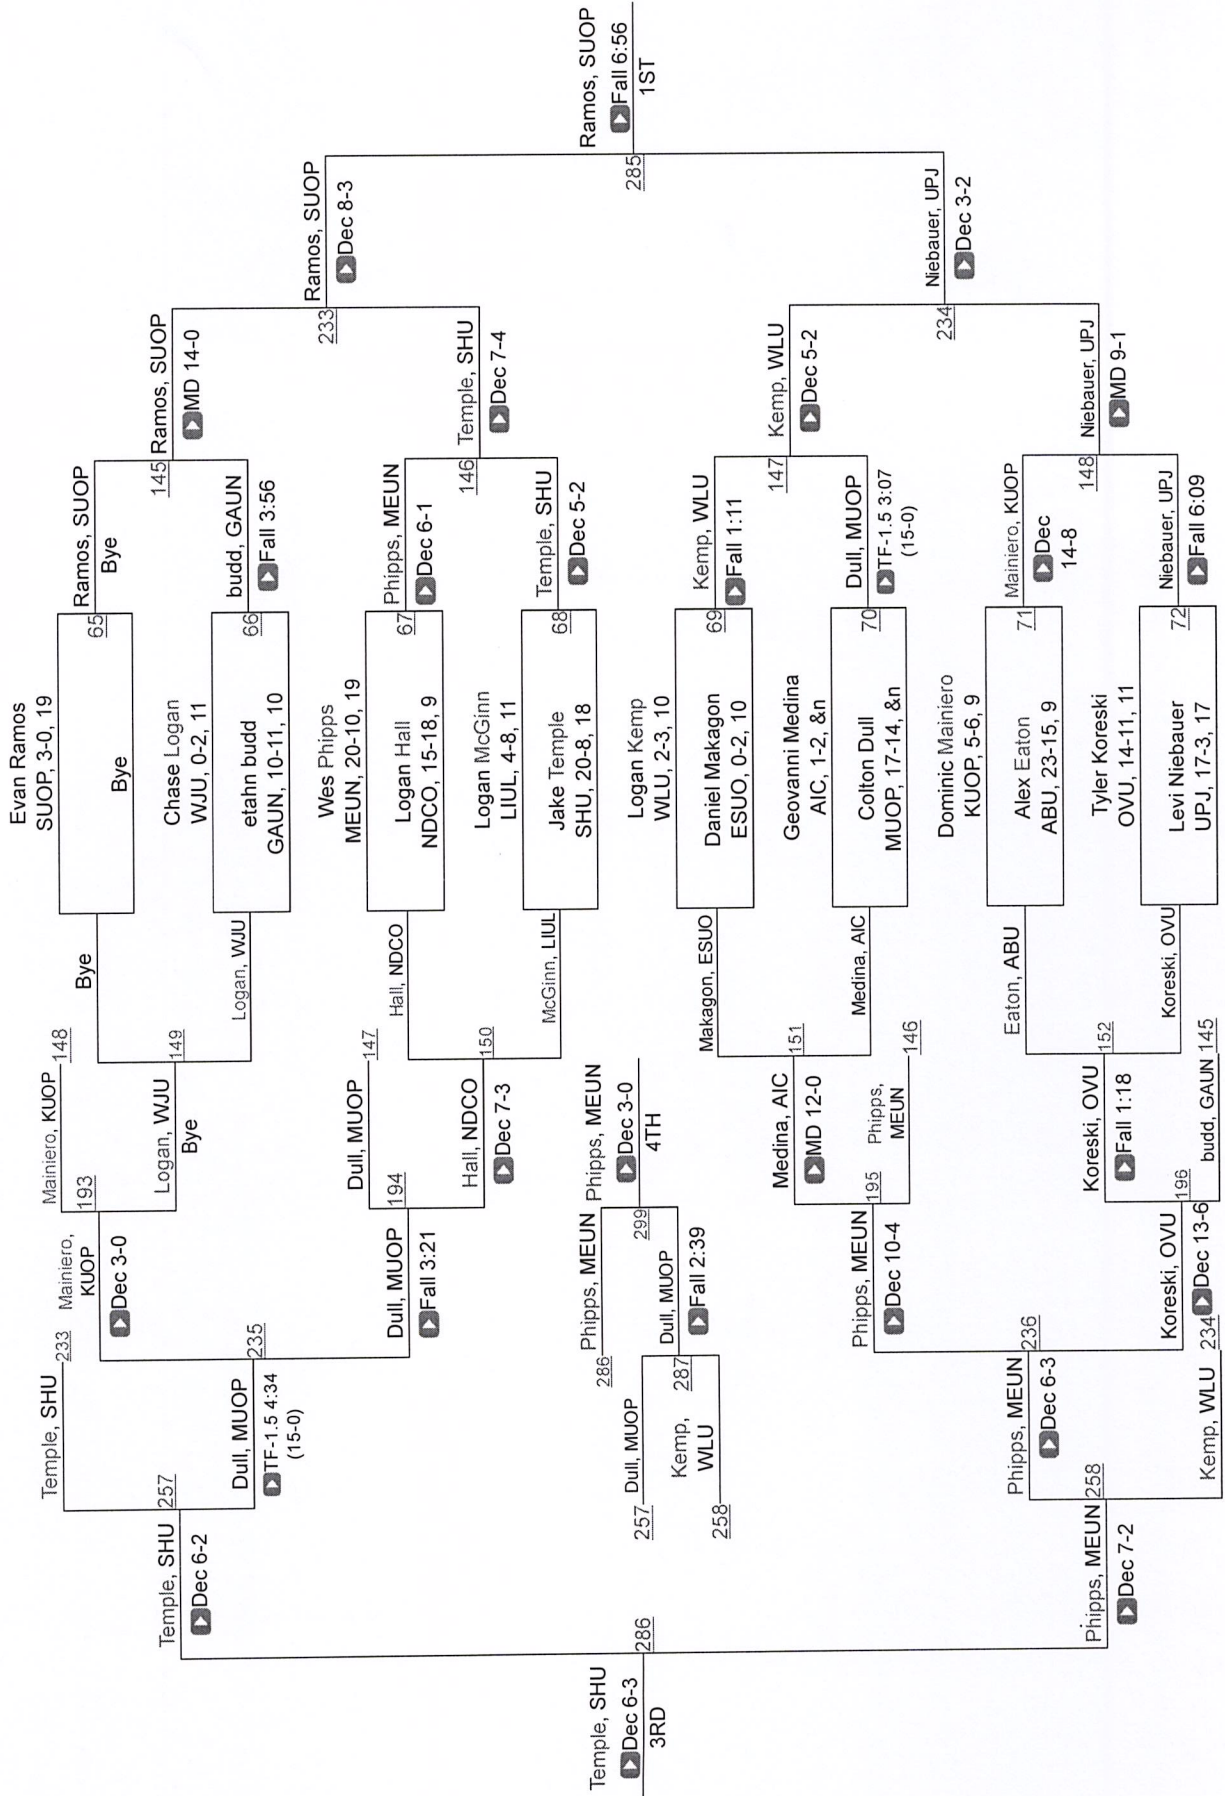 Evan Ramos
SUOP, 3-0, 19
Bye
65
Ramos, SUOP
Bye
Chase Logan
WJU, 0-2, 11
etahn budd
GAUN, 10-11, 10
66
budd, GAUN
Fall 3:56
145
Ramos, SUOP
MD 14-0
Wes Phipps
MEUN, 20-10, 19
Logan Hall
NDCO, 15-18, 9
67
Phipps, MEUN
Dec 6-1
Logan McGinn
LIUL, 4-8, 11
Jake Temple
SHU, 20-8, 18
68
Temple, SHU
Dec 5-2
146
Temple, SHU
Dec 7-4
233
Ramos, SUOP
Dec 8-3
Logan Kemp
WLU, 2-3, 10
Daniel Makagon
ESUO, 0-2, 10
69
Kemp, WLU
Fall 1:11
Geovanni Medina
AIC, 1-2, &n
Colton Dull
MUOP, 17-14, &n
70
Dull, MUOP
TF-1.5 3:07
(15-0)
147
Kemp, WLU
Dec 5-2
Dominic Mainiero
KUOP, 5-6, 9
Alex Eaton
ABU, 23-15, 9
71
Mainiero, KUOP
Dec
14-8
Tyler Koreski
OVU, 14-11, 11
Levi Niebauer
UPJ, 17-3, 17
72
Niebauer, UPJ
Fall 6:09
148
Niebauer, UPJ
MD 9-1
234
Niebauer, UPJ
Dec 3-2
285
Ramos, SUOP
Fall 6:56
1ST
Bye
Logan, WJU
149
Logan, WJU
Bye
Mainiero, KUOP
148
193
Mainiero,
KUOP
Dec 3-0
Hall, NDCO
McGinn, LIUL
150
Hall, NDCO
Dec 7-3
Dull, MUOP
147
194
Dull, MUOP
Fall 3:21
235
Dull, MUOP
TF-1.5 4:34
(15-0)
Temple, SHU
233
257
Temple, SHU
Dec 6-2
Makagon, ESUO
Medina, AIC
151
Medina, AIC
MD 12-0
Phipps,
MEUN
146
195
Phipps, MEUN
Dec 10-4
Eaton, ABU
Koreski, OVU
152
Koreski, OVU
Fall 1:18
budd, GAUN
145
196
Koreski, OVU
Dec 13-6
236
Phipps, MEUN
Dec 6-3
Kemp, WLU
234
258
Phipps, MEUN
Dec 7-2
286
Temple, SHU
Dec 6-3
3RD
257
Dull, MUOP
258
Kemp,
WLU
287
Dull, MUOP
Fall 2:39
286
Phipps, MEUN
299
Phipps, MEUN
Dec 3-0
4TH